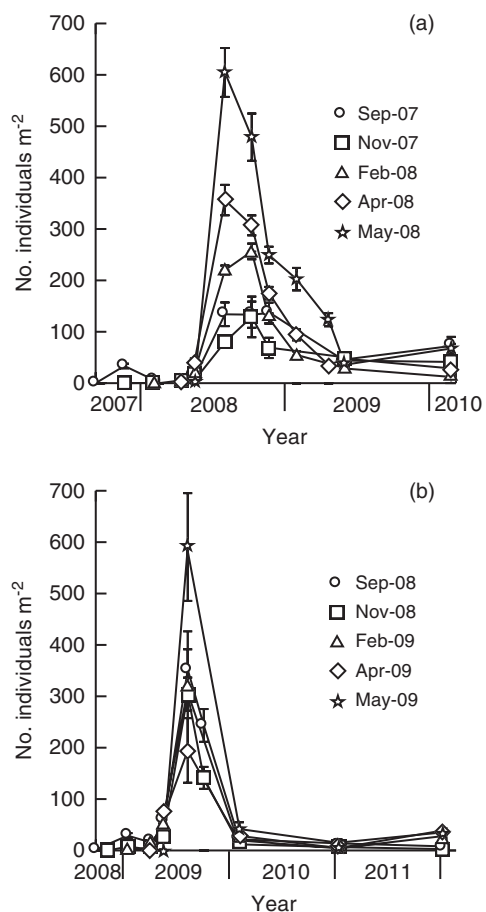 (a)
700
600
500
400
300
200
100
0
No. individuals m⁻²
Sep-07
Nov-07
Feb-08
Apr-08
May-08
2007 2008 2009 2010
Year
(b)
700
600
500
400
300
200
100
0
No. individuals m⁻²
Sep-08
Nov-08
Feb-09
Apr-09
May-09
2008 2009 2010 2011
Year